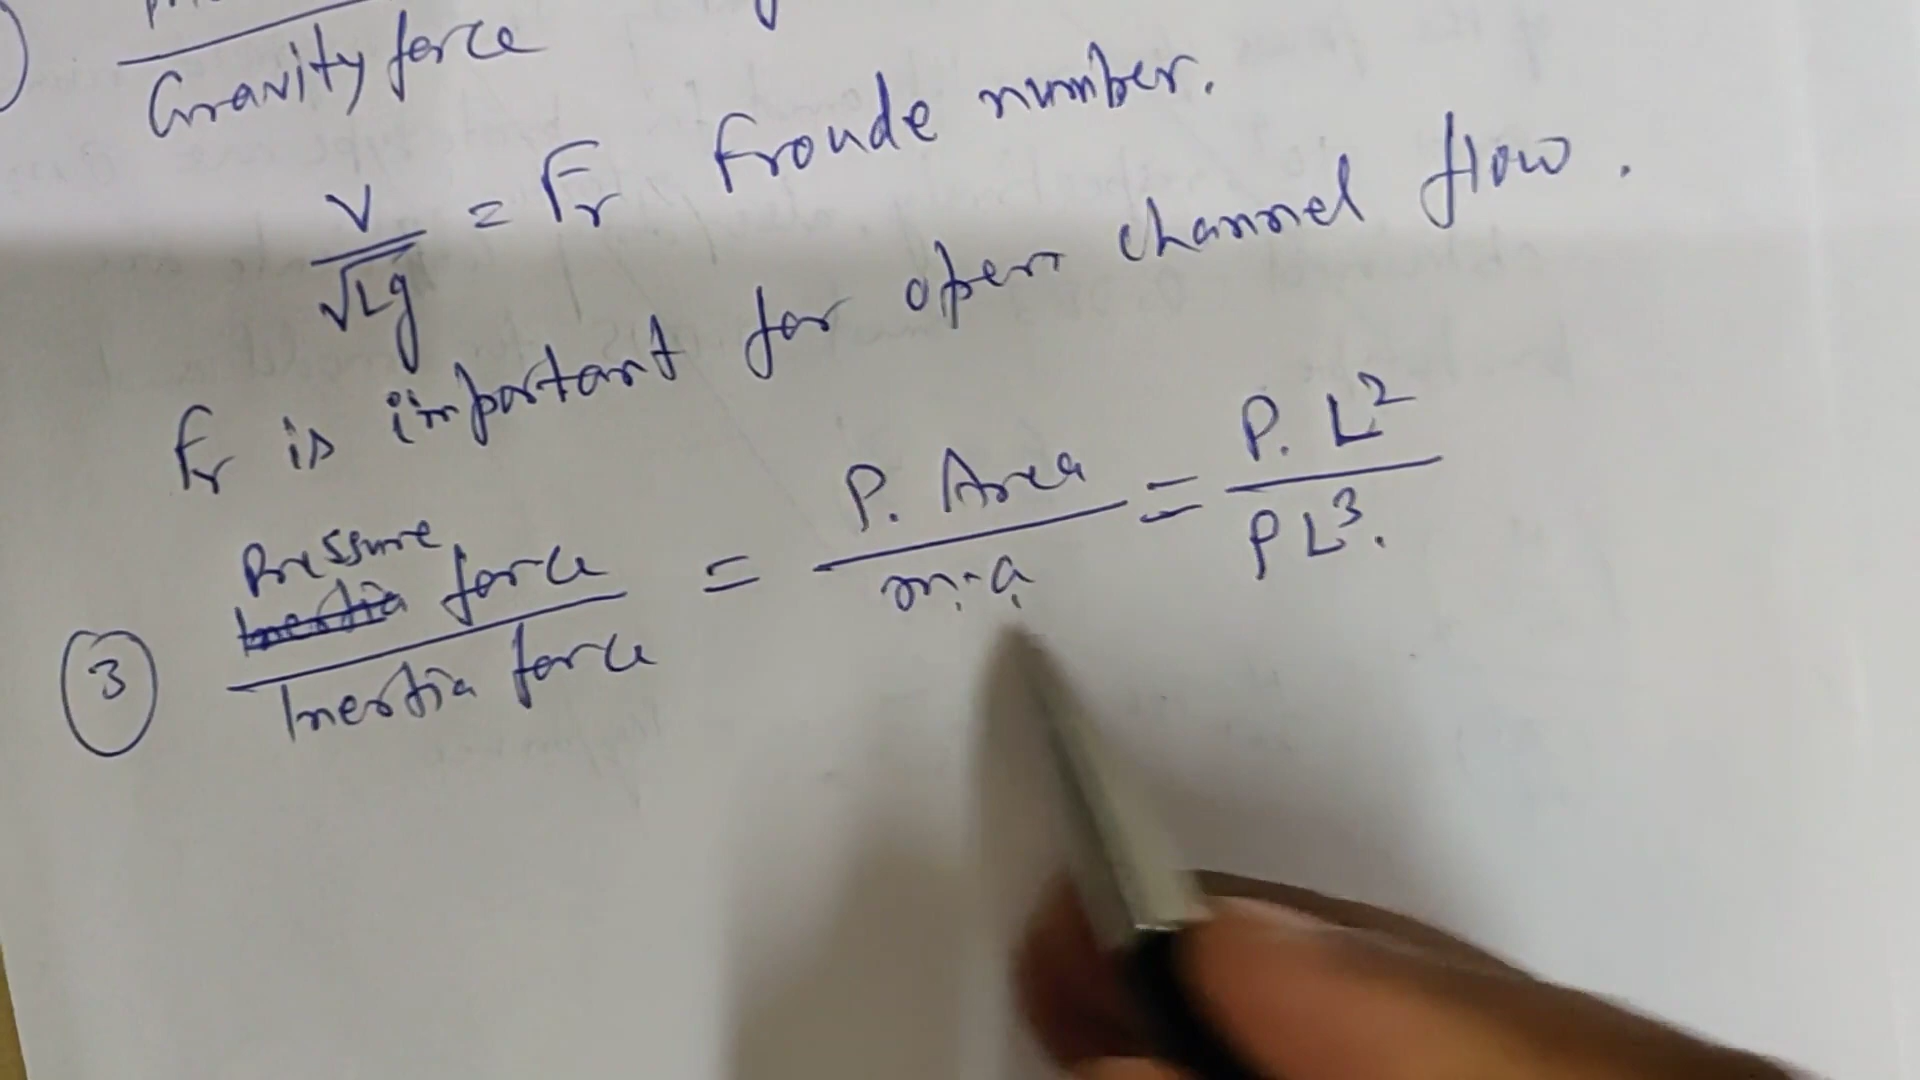 Gravity force
V / √Lg = Fr Froude number.
Fr is important for open channel flow.
③ Pressure force / Inertia force = P. Area / m.a = P. L² / ρL³.